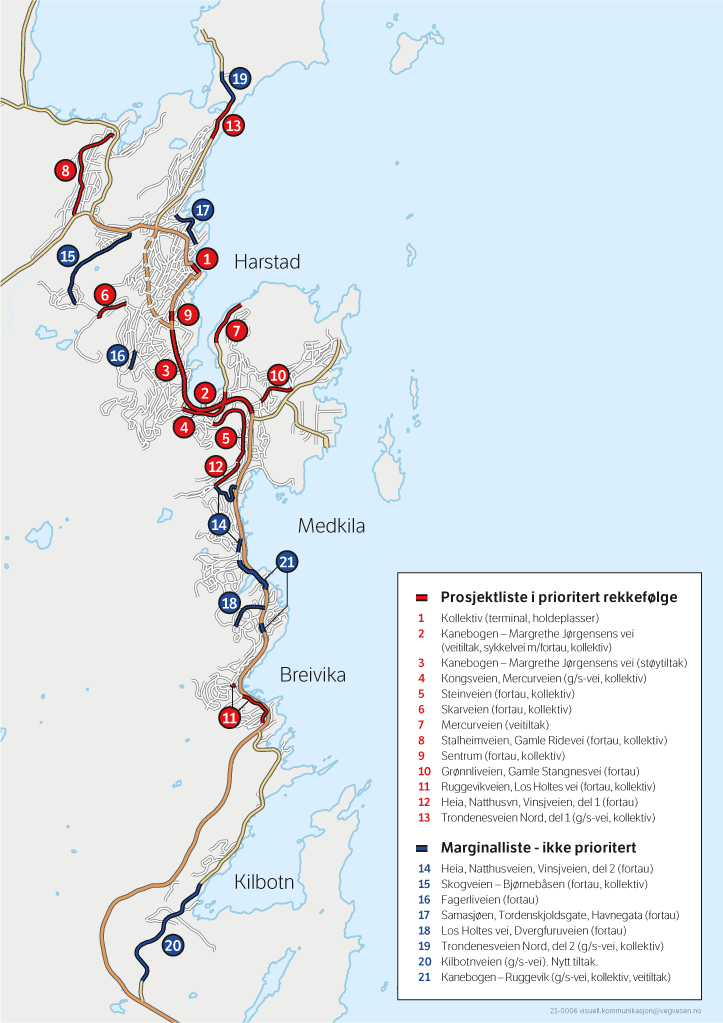 19
13
8
17
15
1
Harstad
6
9
7
16
3
10
2
4
5
12
14
Medkila
21
18
Breivika
11
Kilbotn
20
Prosjektliste i prioritert rekkefølge
1 Kollektiv (terminal, holdeplasser)
2 Kanebogen – Margrethe Jørgensens vei
(veitiltak, sykkelvei m/fortau, kollektiv)
3 Kanebogen – Margrethe Jørgensens vei (støytiltak)
4 Kongsveien, Mercurveien (g/s-vei, kollektiv)
5 Steinveien (fortau, kollektiv)
6 Skarveien (fortau, kollektiv)
7 Mercurveien (veitiltak)
8 Stalheimveien, Gamle Ridevei (fortau, kollektiv)
9 Sentrum (fortau, kollektiv)
10 Grønnliveien, Gamle Stangnesvei (fortau)
11 Ruggevikveien, Los Holtes vei (fortau, kollektiv)
12 Heia, Natthusvn, Vinsjveien, del 1 (fortau)
13 Trondenesveien Nord, del 1 (g/s-vei, kollektiv)
Marginalliste - ikke prioritert
14 Heia, Natthusveien, Vinsjveien, del 2 (fortau)
15 Skogveien – Bjørnebåsen (fortau, kollektiv)
16 Fagerliveien (fortau)
17 Samasjøen, Tordenskjoldsgate, Havnegata (fortau)
18 Los Holtes vei, Dvergfuruveien (fortau)
19 Trondenesveien Nord, del 2 (g/s-vei, kollektiv)
20 Kilbotnveien (g/s-vei). Nytt tiltak.
21 Kanebogen – Ruggevik (g/s-vei, kollektiv, veitiltak)
21-0006 visuell.kommunikasjon@vegvesen.no